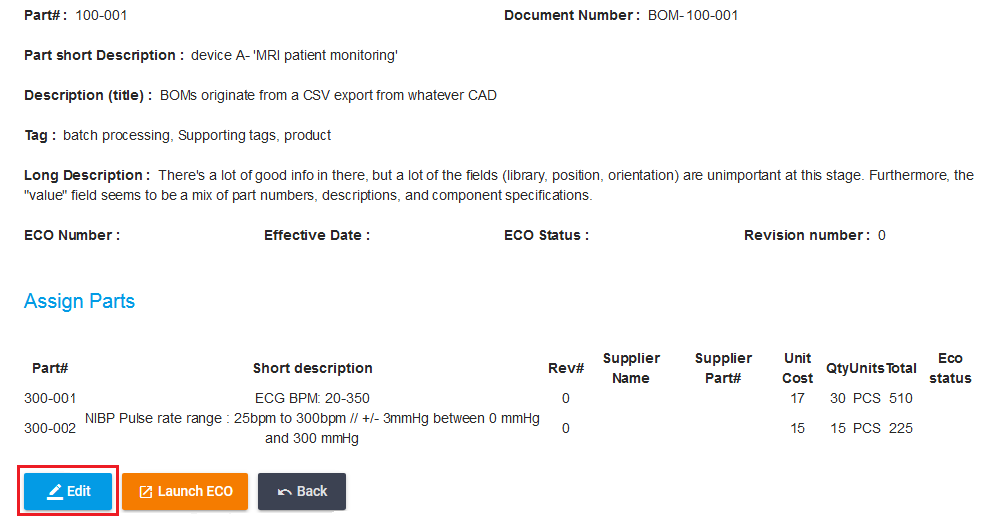 Part# : 100-001 Document Number : BOM- 100-001
Part short Description : device A- 'MRI patient monitoring'
Description (title) : BOMs originate from a CSV export from whatever CAD
Tag : batch processing, Supporting tags, product
Long Description : There's a lot of good info in there, but a lot of the fields (library, position, orientation) are unimportant at this stage. Furthermore, the
"value" field seems to be a mix of part numbers, descriptions, and component specifications.
ECO Number : Effective Date : ECO Status : Revision number : 0
Assign Parts
Part# Short description Rev# Supplier Name Supplier Part# Unit Cost Qty Units Total Eco status
300-001 ECG BPM: 20-350 0 17 30 PCS 510
300-002 NIBP Pulse rate range : 25bpm to 300bpm // +/- 3mmHg between 0 mmHg and 300 mmHg 0 15 15 PCS 225
Edit Launch ECO Back